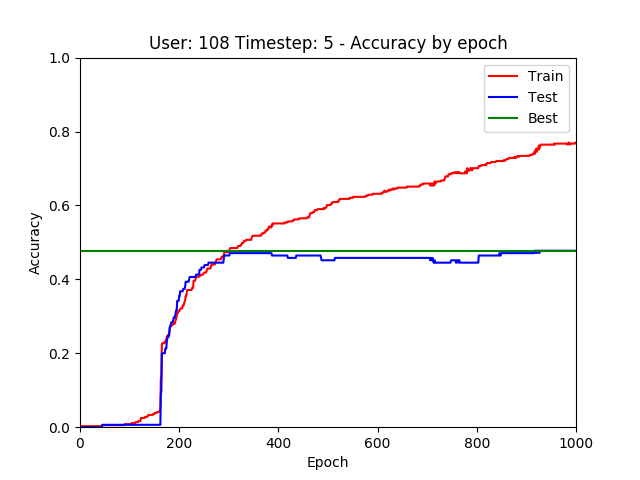 User: 108 Timestep: 5 - Accuracy by epoch
Train
Test
Best
Accuracy
1.0
0.8
0.6
0.4
0.2
0.0
0 200 400 600 800 1000
Epoch